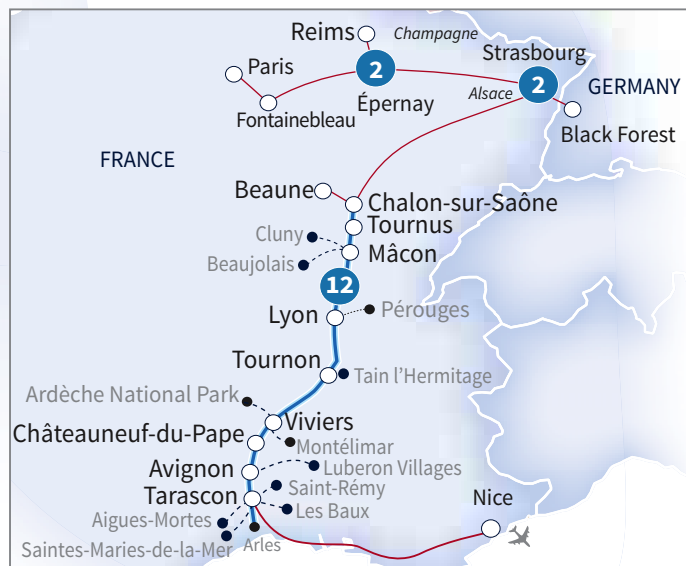 Reims
Champagne
Strasbourg
Paris
2
2
Alsace
GERMANY
Épernay
Fontainebleau
Black Forest
FRANCE
Beaune
Chalon-sur-Saône
Tournus
Cluny
Mâcon
Beaujolais
12
Lyon
Pérouges
Tournon
Tain l’Hermitage
Ardèche National Park
Viviers
Châteauneuf-du-Pape
Montélimar
Avignon
Luberon Villages
Tarascon
Saint-Rémy
Nice
Les Baux
Aigues-Mortes
Saintes-Maries-de-la-Mer
Arles